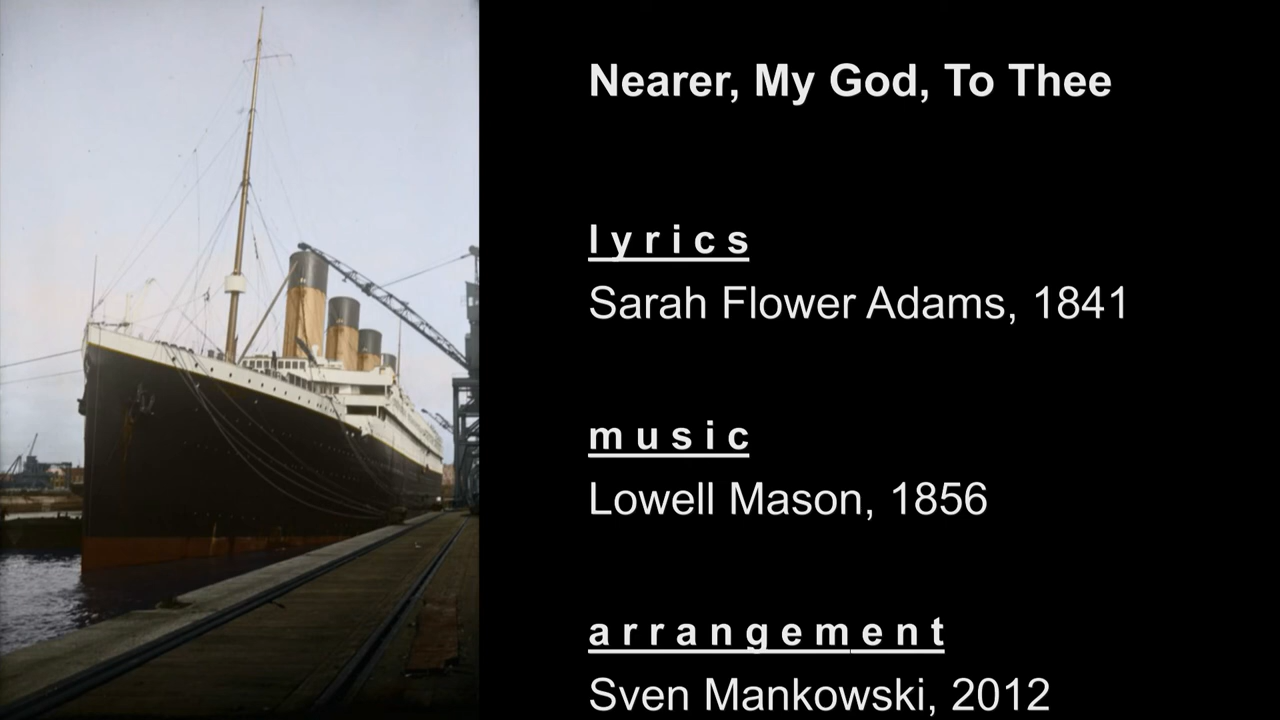 Nearer, My God, To Thee
lyrics
Sarah Flower Adams, 1841
music
Lowell Mason, 1856
arrangement
Sven Mankowski, 2012